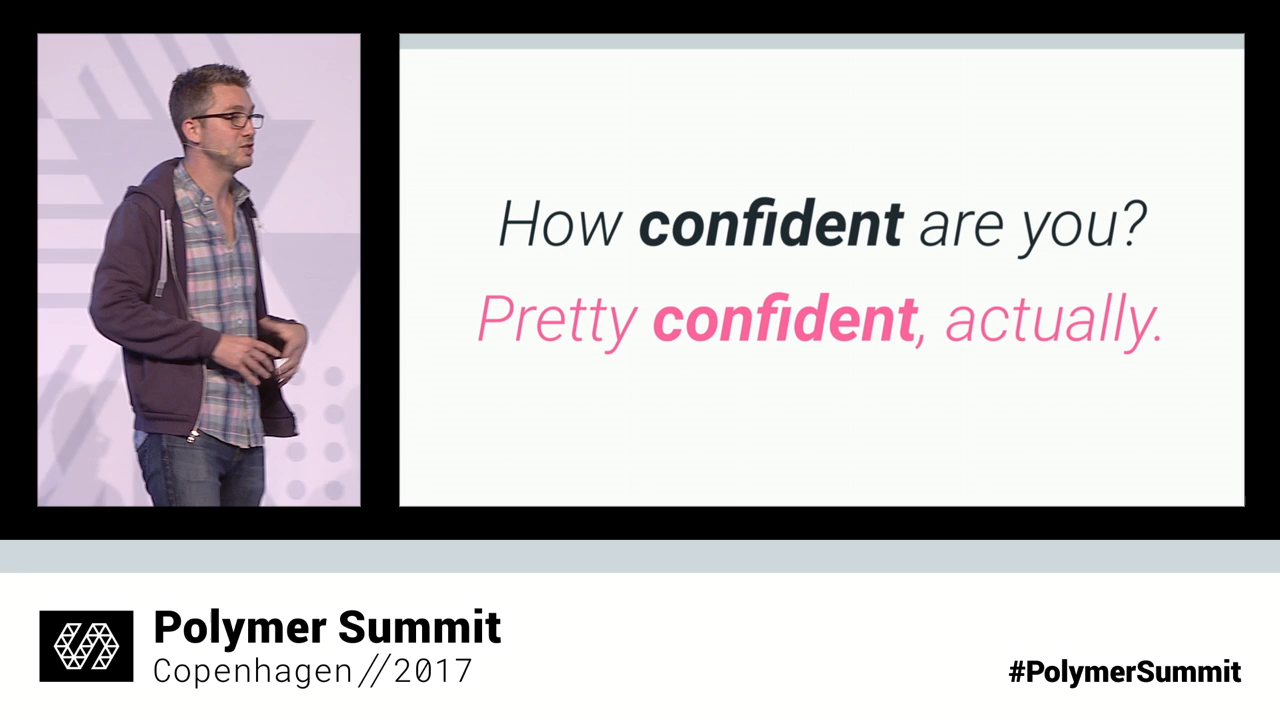 How confident are you?
Pretty confident, actually.
Polymer Summit
Copenhagen//2017
#PolymerSummit